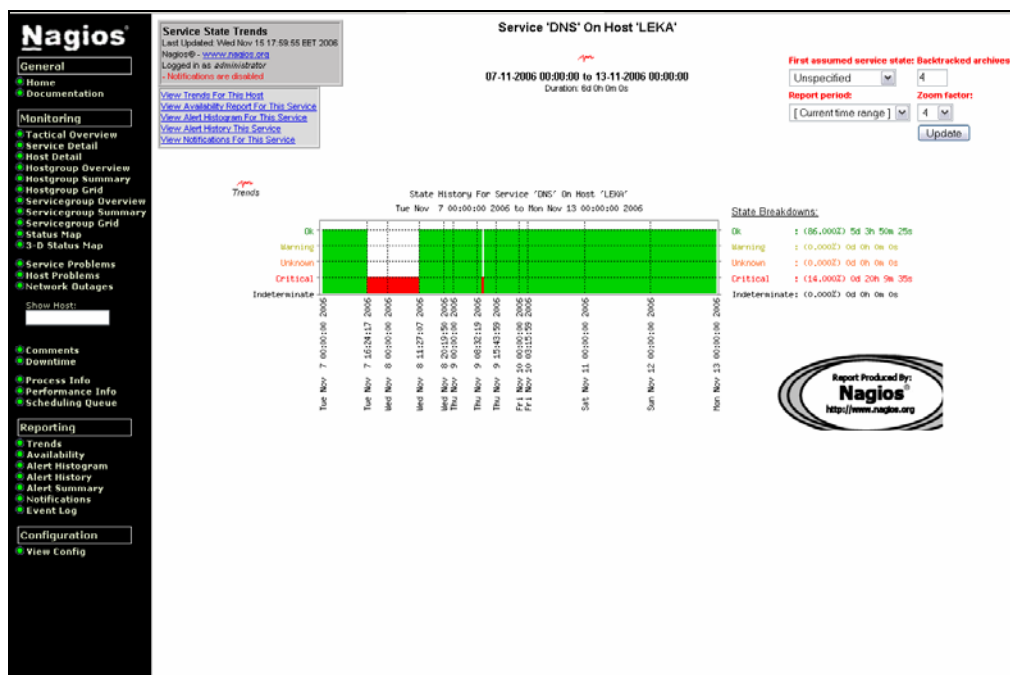 Nagios®
General
Home
Documentation
Monitoring
Tactical Overview
Service Detail
Host Detail
Hostgroup Overview
Hostgroup Summary
Hostgroup Grid
Servicegroup Overview
Servicegroup Summary
Servicegroup Grid
Status Map
3-D Status Map
Service Problems
Host Problems
Network Outages
Show Host:
Comments
Downtime
Process Info
Performance Info
Scheduling Queue
Reporting
Trends
Availability
Alert Histogram
Alert History
Alert Summary
Notifications
Event Log
Configuration
View Config
Service State Trends
Last Updated: Wed Nov 15 17:59:55 EET 2006
Nagios® - www.nagios.org
Logged in as administrator
- Notifications are disabled
View Trends For This Host
View Availability Report For This Service
View Alert Histogram For This Service
View Alert History This Service
View Notifications For This Service
Service 'DNS' On Host 'LEKA'
07-11-2006 00:00:00 to 13-11-2006 00:00:00
Duration: 6d 0h 0m 0s
First assumed service state: Backtracked archives:
Unspecified 4
Report period: Zoom factor:
[ Current time range ] 4
Update
Trends
State History For Service 'DNS' On Host 'LEKA'
Tue Nov 7 00:00:00 2006 to Mon Nov 13 00:00:00 2006
Ok
Warning
Unknown
Critical
Indeterminate
Tue Nov 7 00:00:00 2006
Tue Nov 7 16:24:17 2006
Wed Nov 8 00:00:00 2006
Wed Nov 8 11:27:07 2006
Wed Nov 8 20:19:50 2006
Thu Nov 9 00:00:00 2006
Thu Nov 9 08:32:19 2006
Thu Nov 9 15:43:59 2006
Fri Nov 10 00:00:00 2006
Fri Nov 10 03:15:59 2006
Sat Nov 11 00:00:00 2006
Sun Nov 12 00:00:00 2006
Mon Nov 13 00:00:00 2006
State Breakdowns:
Ok : (86.000%) 5d 3h 50m 25s
Warning : (0.000%) 0d 0h 0m 0s
Unknown : (0.000%) 0d 0h 0m 0s
Critical : (14.000%) 0d 20h 9m 35s
Indeterminate: (0.000%) 0d 0h 0m 0s
Report Produced By:
Nagios®
http://www.nagios.org